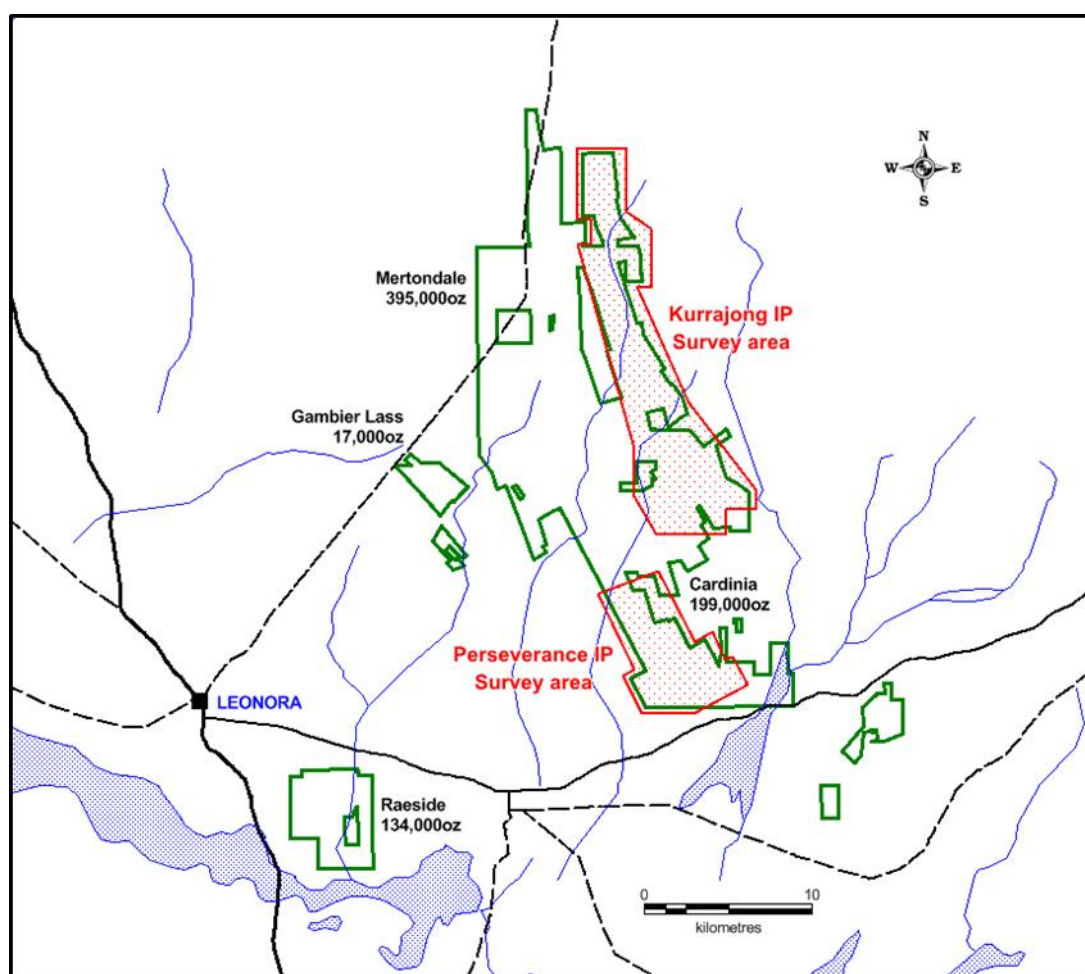 N
W E
S
Mertondale
395,000oz
Kurrajong IP
Survey area
Gambier Lass
17,000oz
Cardinia
199,000oz
Perseverance IP
Survey area
LEONORA
Raeside
134,000oz
0 10
kilometres